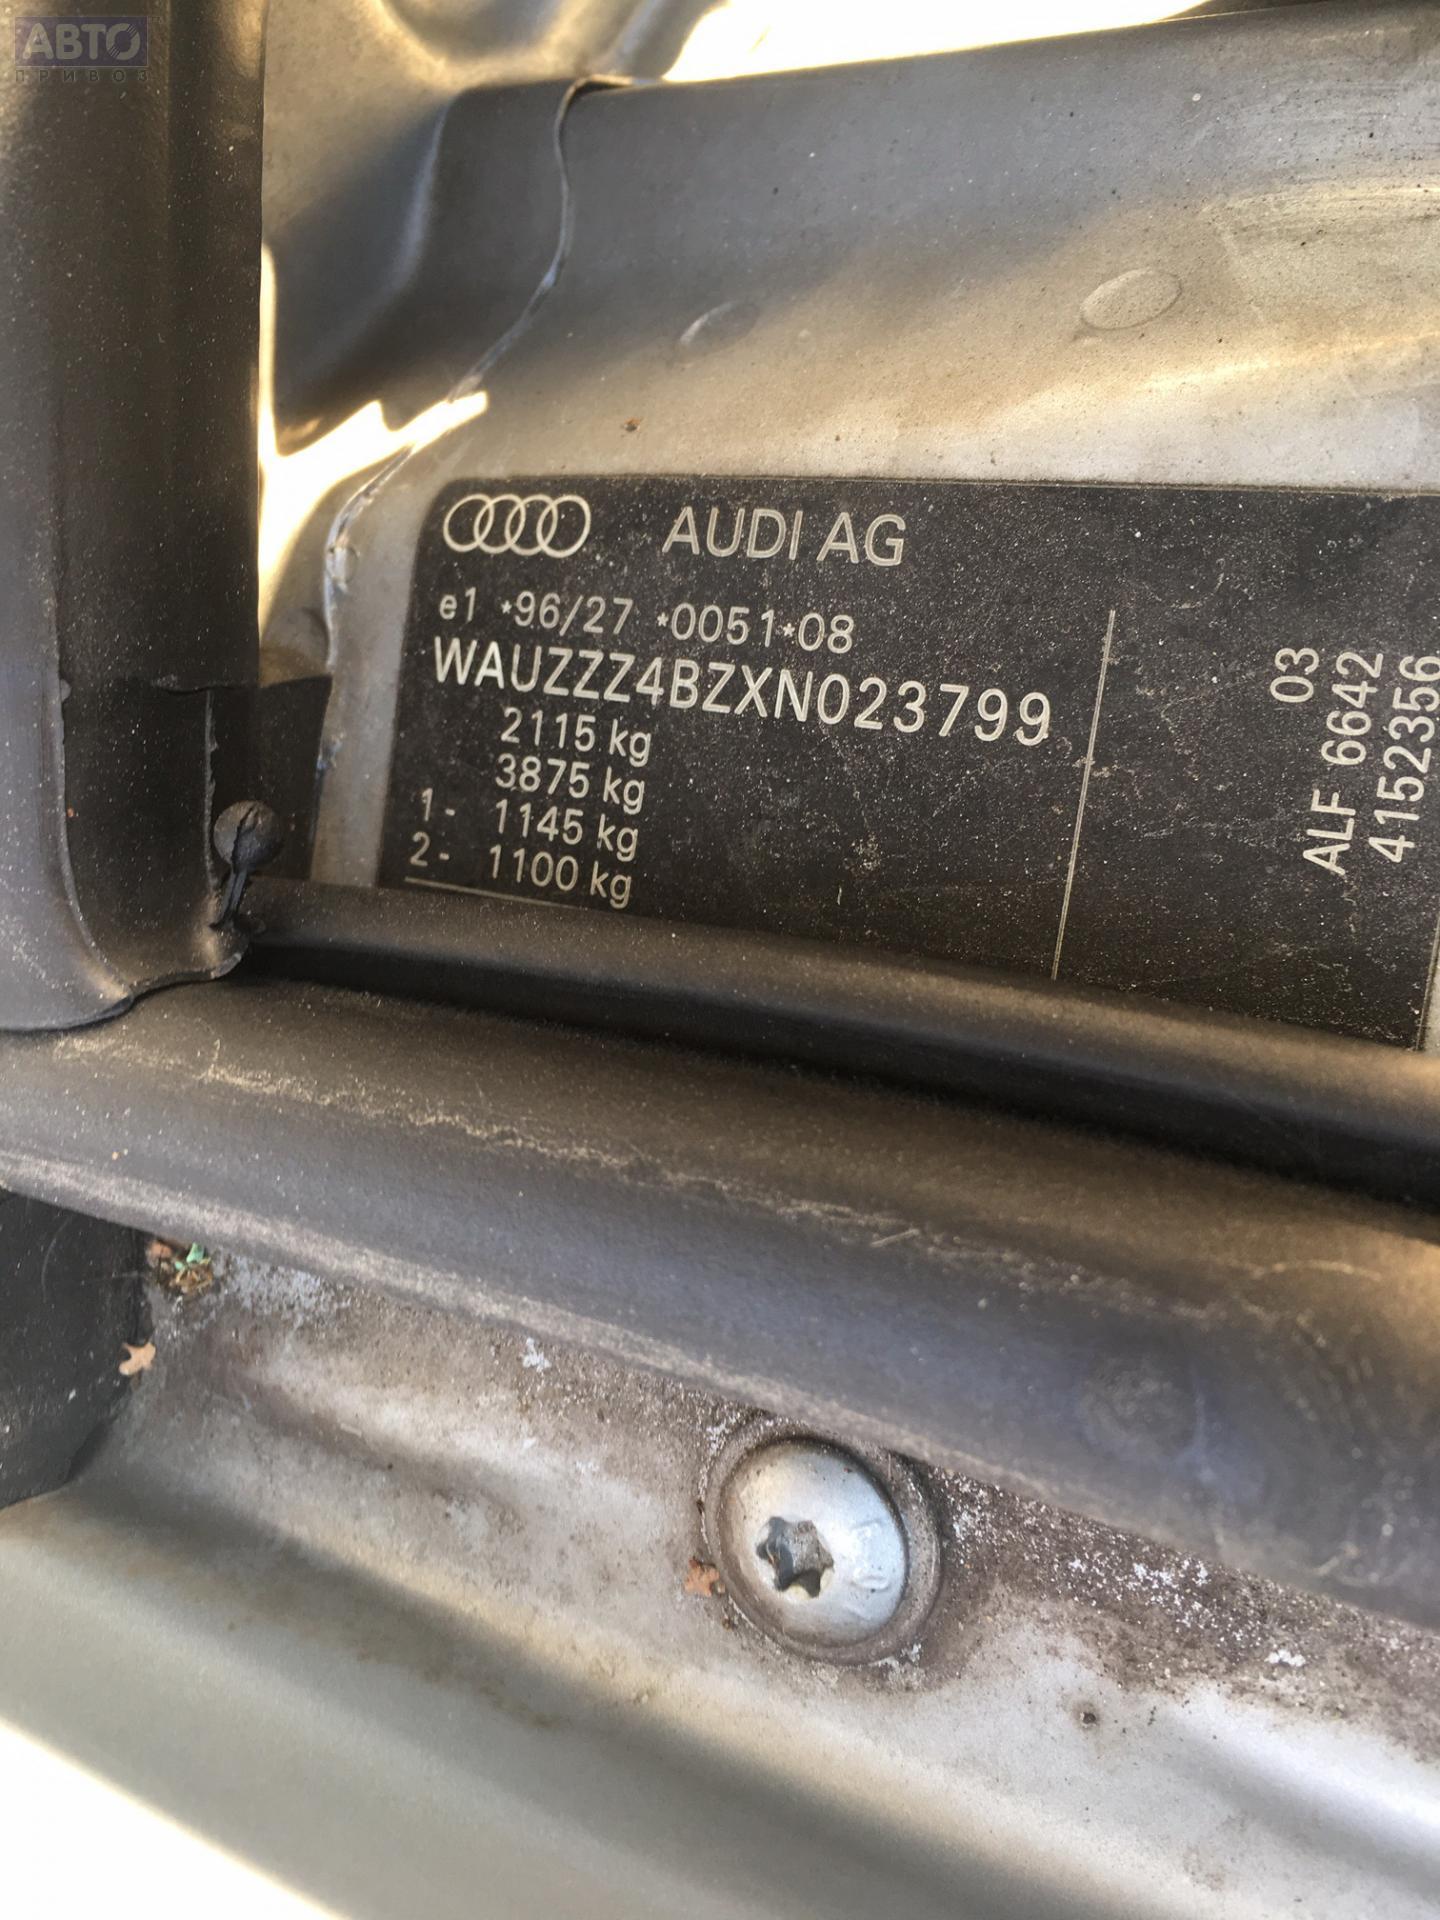 АВТО
ПРИВОЗ
AUDI AG
e1 *96/27 *0051*08
WAUZZZ4BZXN023799
2115 kg
3875 kg
1- 1145 kg
2- 1100 kg
03
ALF 6642
4152356